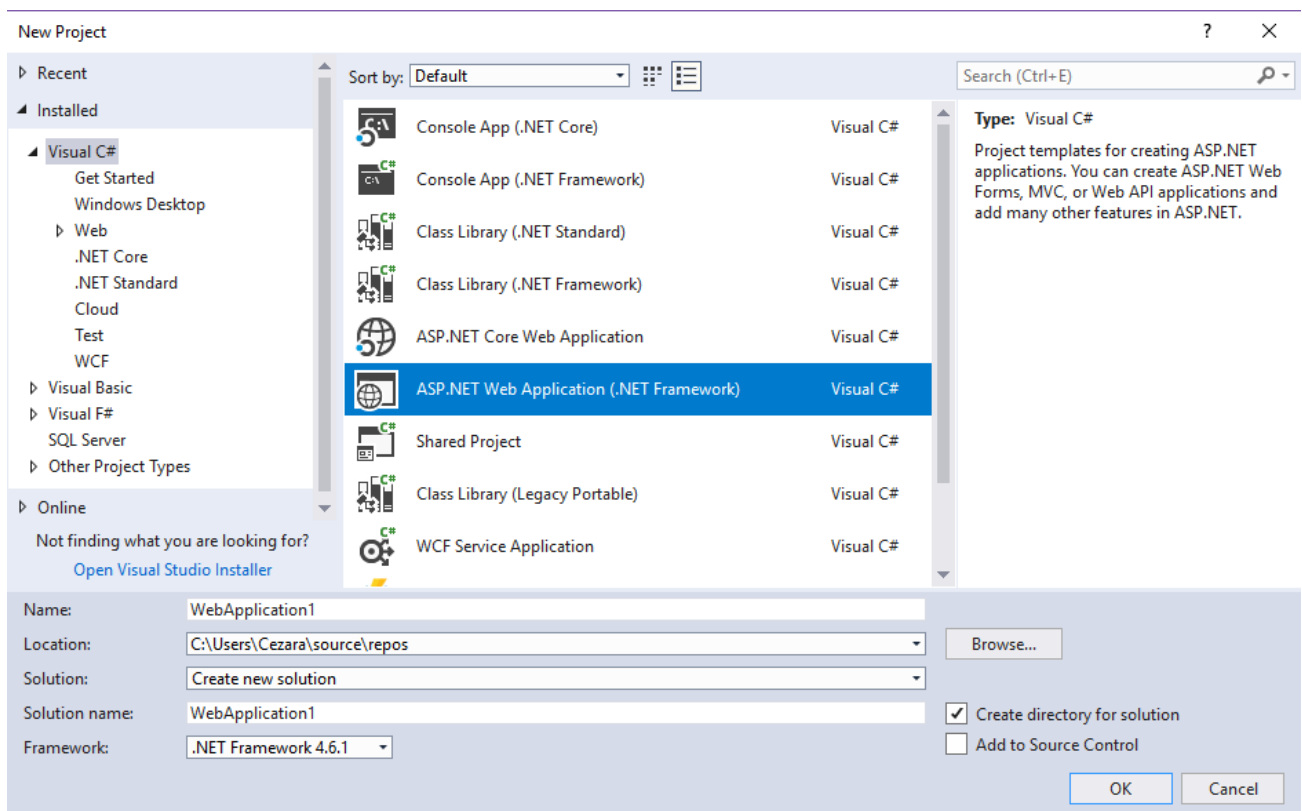 New Project
?
Recent
Installed
Visual C#
Get Started
Windows Desktop
Web
.NET Core
.NET Standard
Cloud
Test
WCF
Visual Basic
Visual F#
SQL Server
Other Project Types
Online
Not finding what you are looking for?
Open Visual Studio Installer
Sort by: Default
Console App (.NET Core) Visual C#
Console App (.NET Framework) Visual C#
Class Library (.NET Standard) Visual C#
Class Library (.NET Framework) Visual C#
ASP.NET Core Web Application Visual C#
ASP.NET Web Application (.NET Framework) Visual C#
Shared Project Visual C#
Class Library (Legacy Portable) Visual C#
WCF Service Application Visual C#
Search (Ctrl+E)
Type: Visual C#
Project templates for creating ASP.NET
applications. You can create ASP.NET Web
Forms, MVC, or Web API applications and
add many other features in ASP.NET.
Name: WebApplication1
Location: C:\Users\Cezara\source\repos Browse...
Solution: Create new solution
Solution name: WebApplication1 Create directory for solution
Framework: .NET Framework 4.6.1 Add to Source Control
OK Cancel